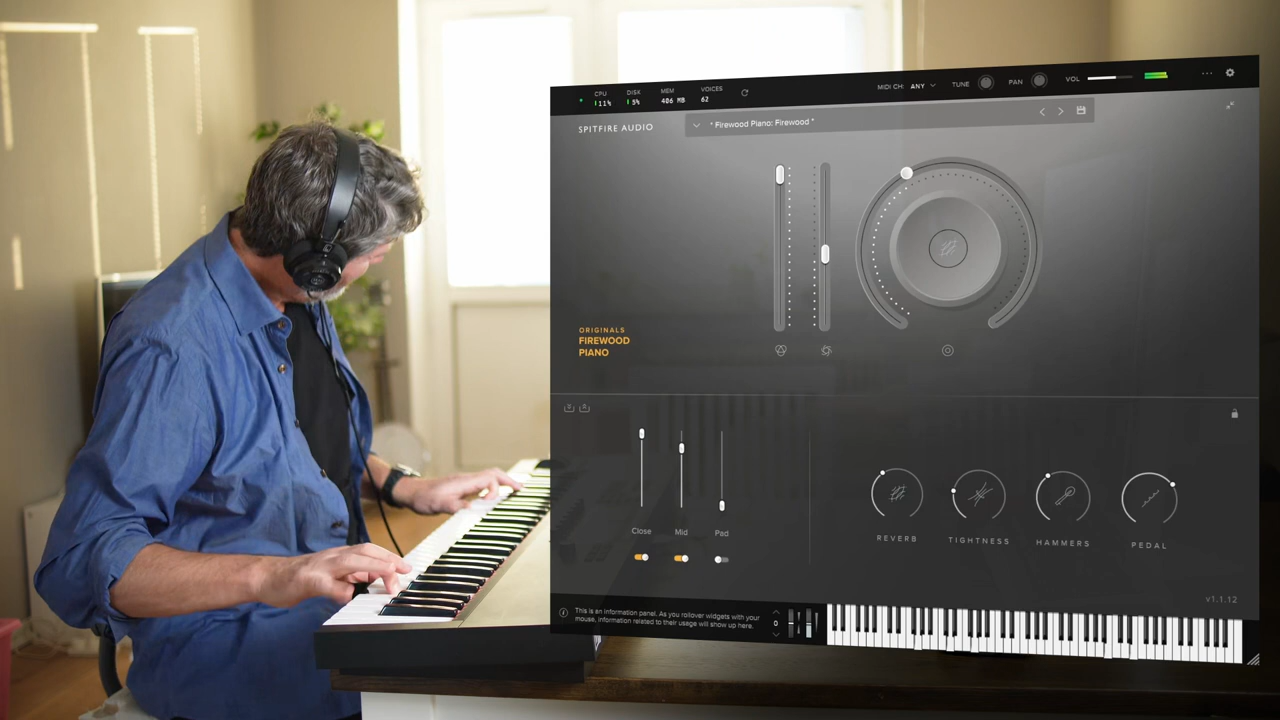 CPU
11%
DISK
5%
MEM
406 MB
VOICES
62
MIDI CH: ANY
TUNE
PAN
VOL
SPITFIRE AUDIO
" Firewood Piano: Firewood "
ORIGINALS
FIREWOOD
PIANO
Close
Mid
Pad
REVERB
TIGHTNESS
HAMMERS
PEDAL
v1.1.12
This is an information panel. As you rollover widgets with your
mouse, information related to their usage will show up here.
0